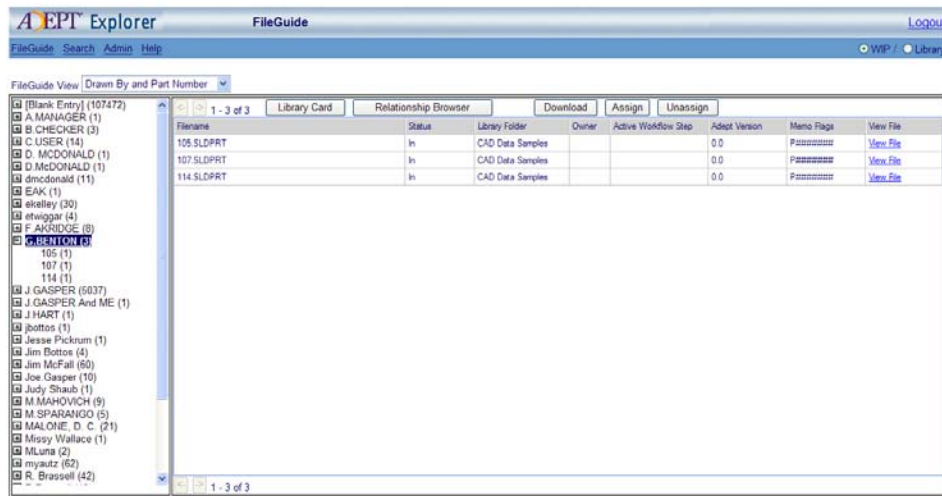 ADEPT Explorer FileGuide Logou
FileGuide Search Admin Help WIP / Library
FileGuide View Drawn By and Part Number
[Blank Entry] (107472)
A.MANAGER (1)
B.CHECKER (3)
C.USER (14)
D. MCDONALD (1)
D.McDONALD (1)
dmcdonald (11)
EAK (1)
ekelley (30)
etwiggar (4)
F.AKRIDGE (8)
G.BENTON (3)
105 (1)
107 (1)
114 (1)
J.GASPER (5037)
J.GASPER And ME (1)
J.HART (1)
jbottos (1)
Jesse Pickrum (1)
Jim Bottos (4)
Jim McFall (60)
Joe Gasper (10)
Judy Shaub (1)
M.MAHOVICH (9)
M.SPARANGO (5)
MALONE, D. C. (21)
Missy Wallace (1)
MLuna (2)
myautz (62)
R. Brassell (42)
1 - 3 of 3 Library Card Relationship Browser Download Assign Unassign
Filename Status Library Folder Owner Active Workflow Step Adept Version Memo Flags View File
105.SLDPRT In CAD Data Samples 0.0 View File
107.SLDPRT In CAD Data Samples 0.0 View File
114.SLDPRT In CAD Data Samples 0.0 View File
1 - 3 of 3